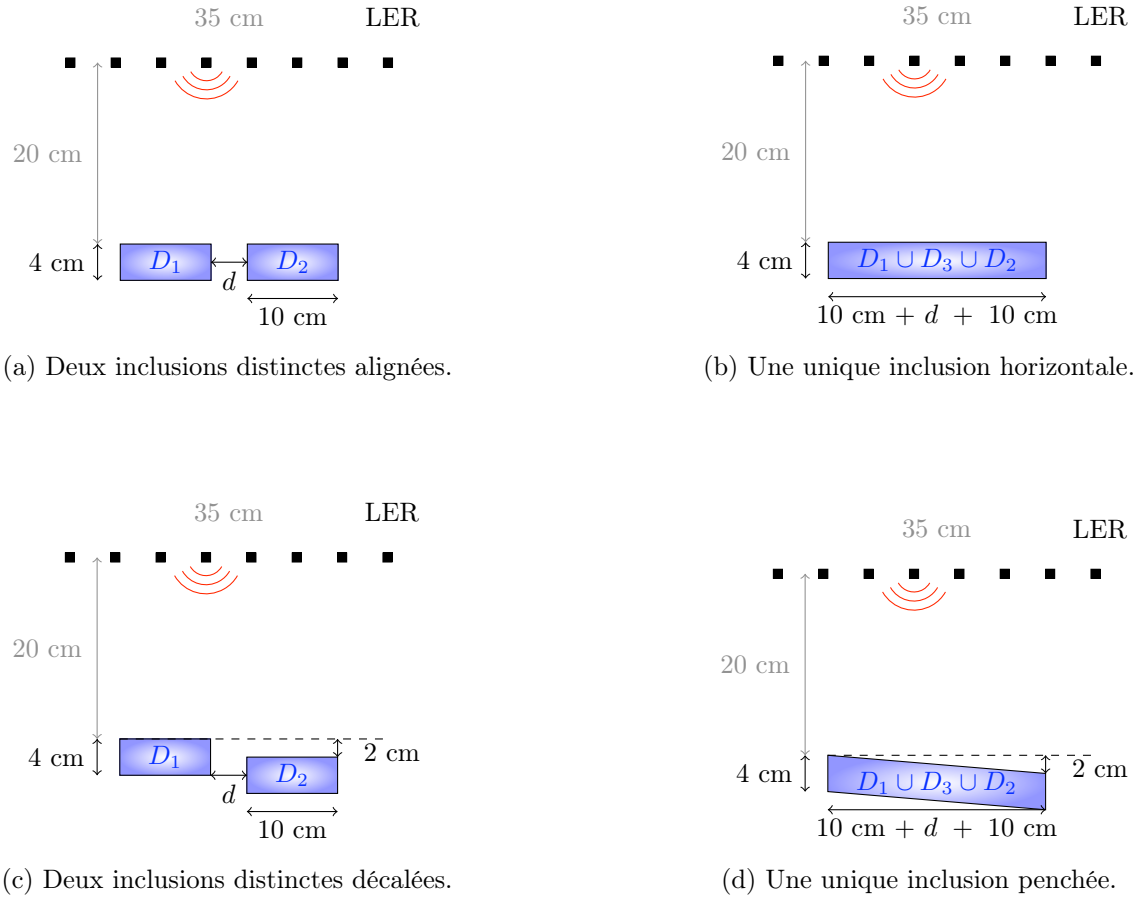 35 cm LER
20 cm
4 cm
D₁ D₂
d
10 cm
(a) Deux inclusions distinctes alignées.
35 cm LER
20 cm
4 cm
D₁ ∪ D₃ ∪ D₂
10 cm + d + 10 cm
(b) Une unique inclusion horizontale.
35 cm LER
20 cm
4 cm
D₁ D₂
2 cm
d
10 cm
(c) Deux inclusions distinctes décalées.
35 cm LER
20 cm
4 cm
D₁ ∪ D₃ ∪ D₂
2 cm
10 cm + d + 10 cm
(d) Une unique inclusion penchée.